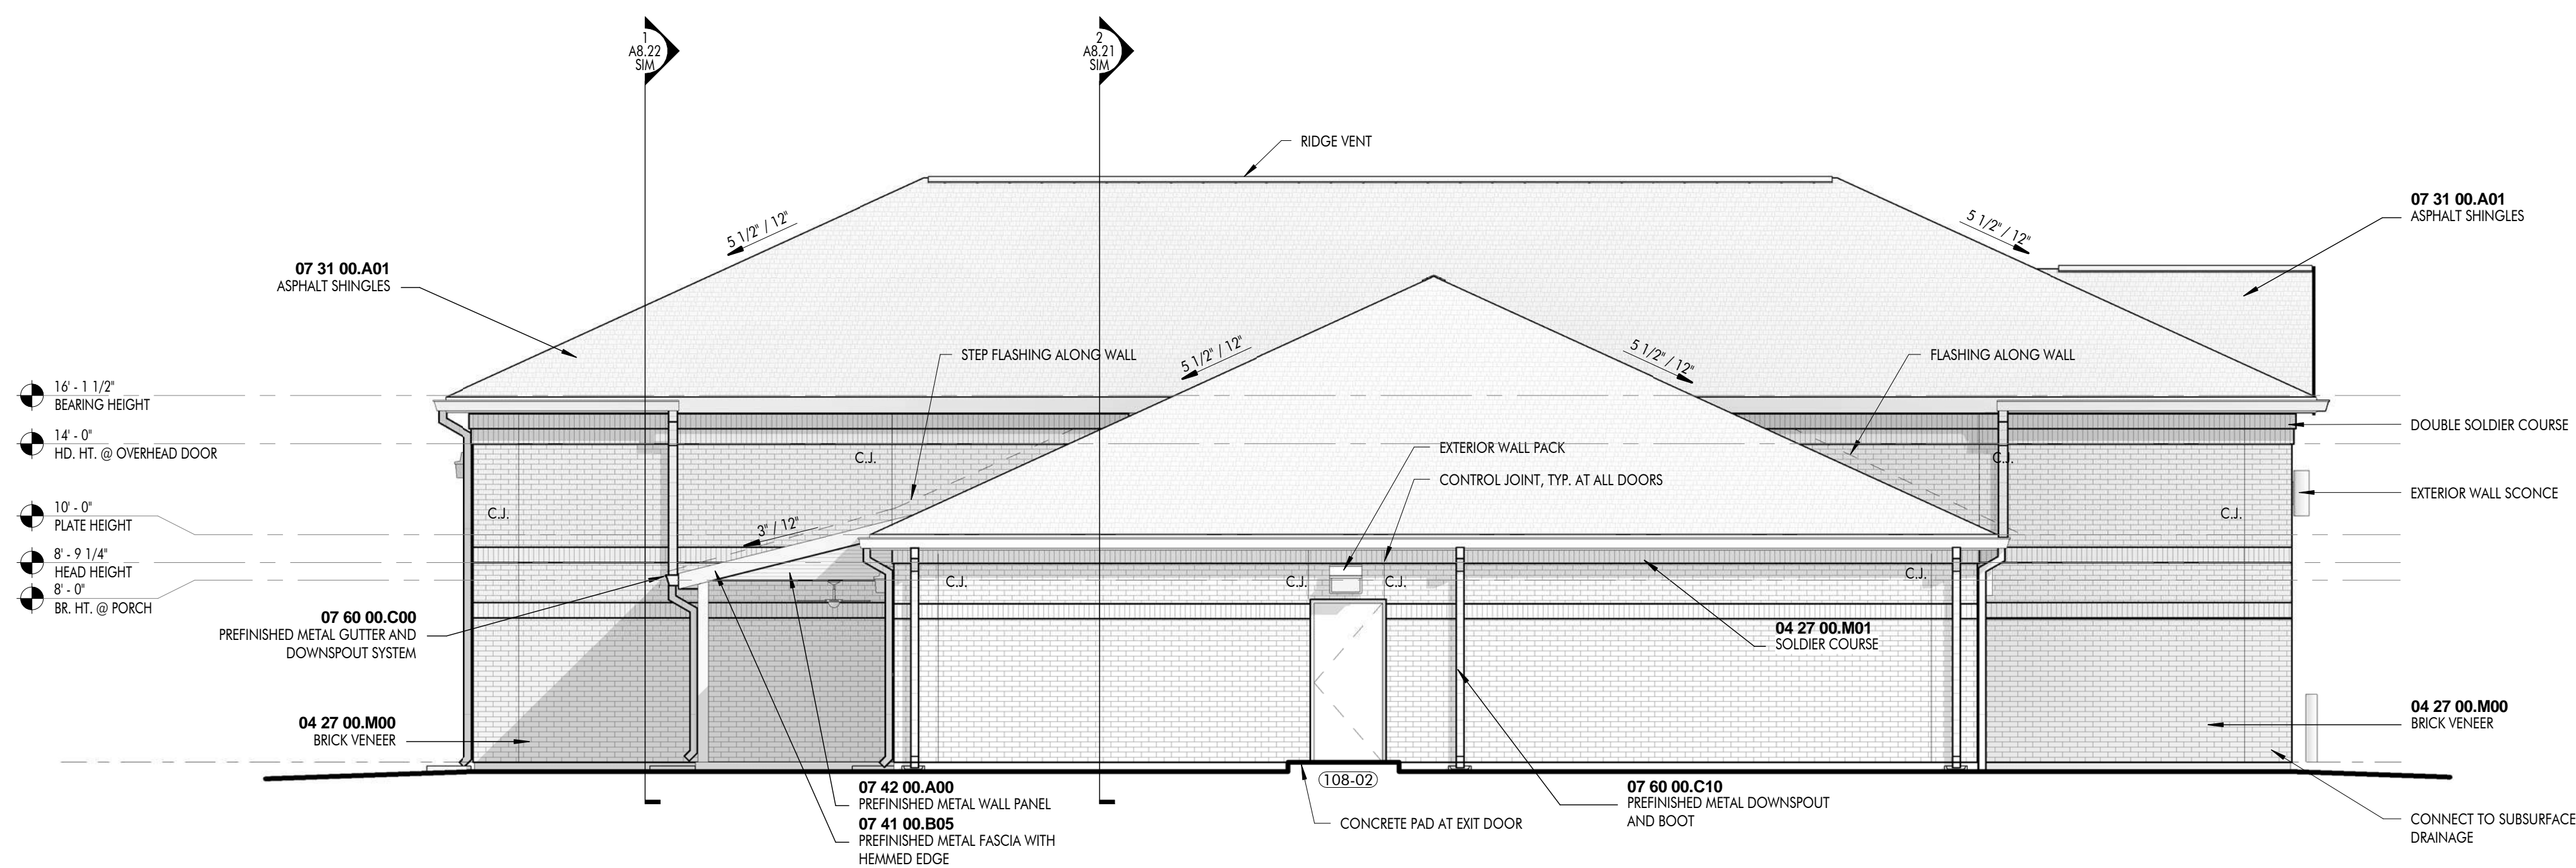 1
A8.22
SIM
2
A8.21
SIM
RIDGE VENT
5 1/2" / 12"
5 1/2" / 12"
07 31 00.A01
ASPHALT SHINGLES
07 31 00.A01
ASPHALT SHINGLES
5 1/2" / 12"
5 1/2" / 12"
STEP FLASHING ALONG WALL
FLASHING ALONG WALL
16' - 1 1/2"
BEARING HEIGHT
14' - 0"
HD. HT. @ OVERHEAD DOOR
10' - 0"
PLATE HEIGHT
8' - 9 1/4"
HEAD HEIGHT
8' - 0"
BR. HT. @ PORCH
DOUBLE SOLDIER COURSE
EXTERIOR WALL PACK
C.J.
C.J.
CONTROL JOINT, TYP. AT ALL DOORS
EXTERIOR WALL SCONCE
C.J.
C.J.
3" / 12"
C.J.
C.J.
C.J.
C.J.
07 60 00.C00
PREFINISHED METAL GUTTER AND
DOWNSPOUT SYSTEM
04 27 00.M01
SOLDIER COURSE
04 27 00.M00
BRICK VENEER
04 27 00.M00
BRICK VENEER
108-02
07 42 00.A00
PREFINISHED METAL WALL PANEL
07 41 00.B05
PREFINISHED METAL FASCIA WITH
HEMMED EDGE
CONCRETE PAD AT EXIT DOOR
07 60 00.C10
PREFINISHED METAL DOWNSPOUT
AND BOOT
CONNECT TO SUBSURFACE
DRAINAGE